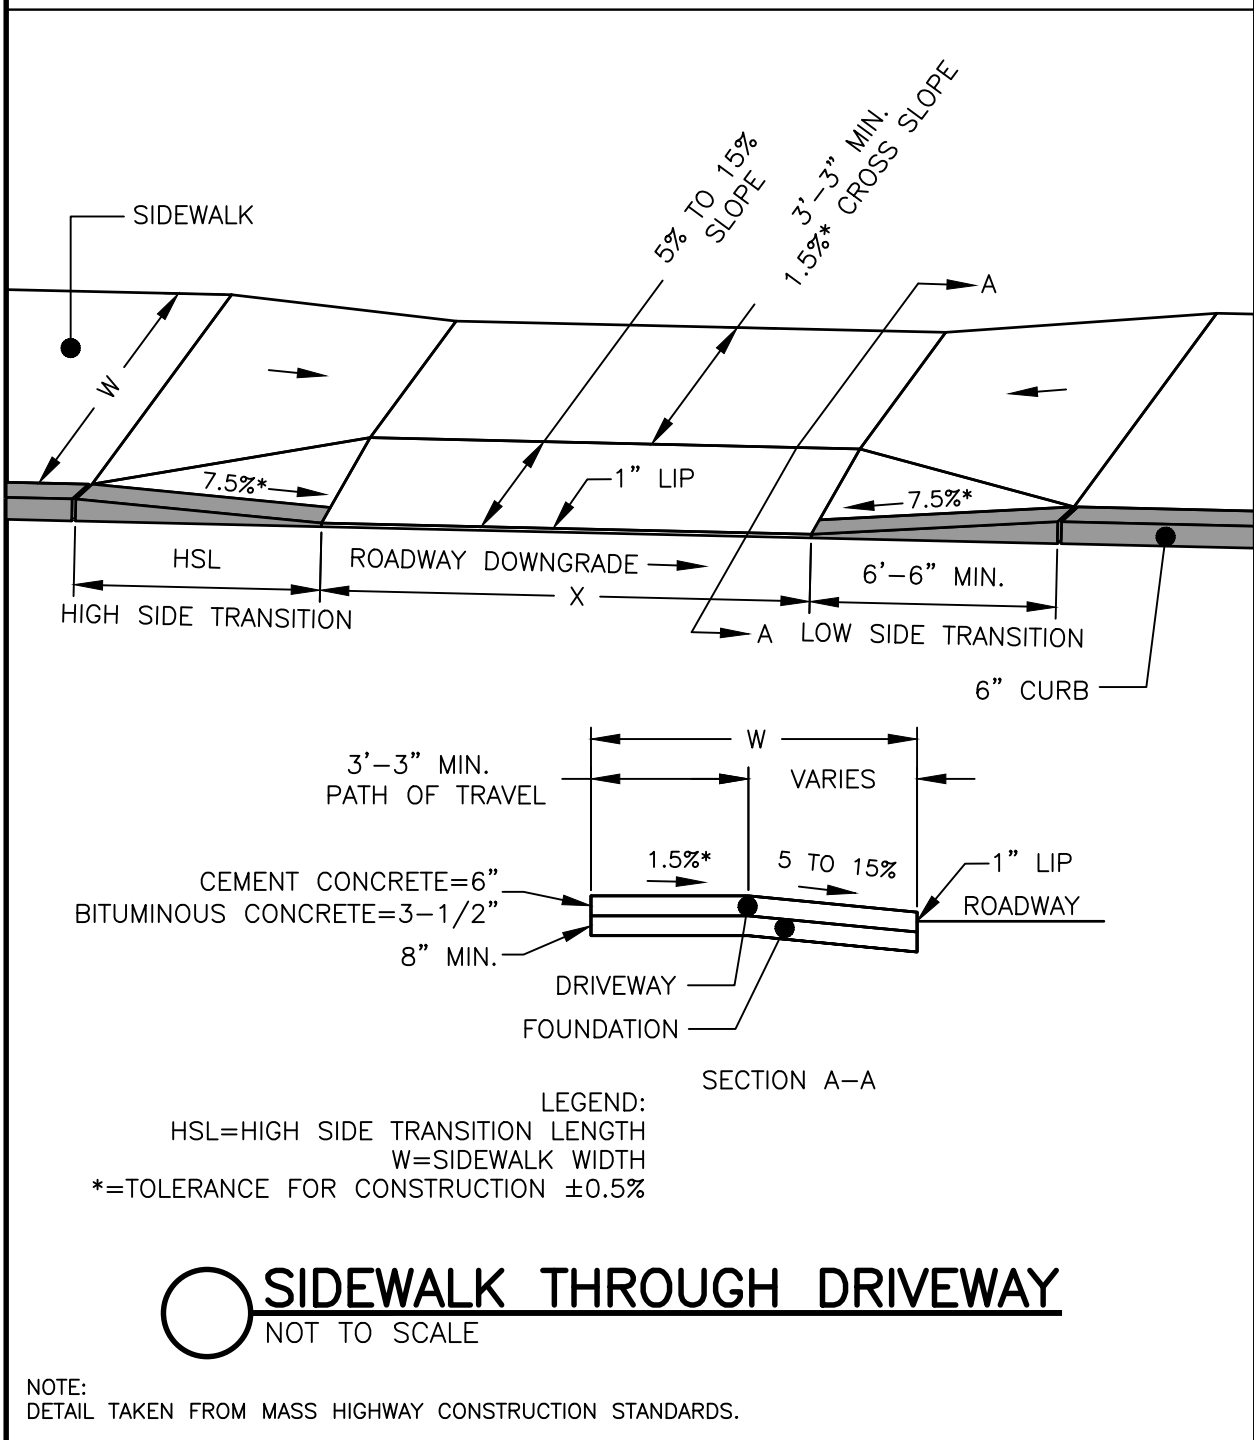 SIDEWALK
5% TO 15%
SLOPE
3'-3" MIN.
1.5%* CROSS SLOPE
A
W
7.5%*
1" LIP
7.5%*
HSL
ROADWAY DOWNGRADE
6'-6" MIN.
X
HIGH SIDE TRANSITION
A
LOW SIDE TRANSITION
6" CURB
W
3'-3" MIN.
PATH OF TRAVEL
VARIES
1.5%*
5 TO 15%
1" LIP
CEMENT CONCRETE=6"
BITUMINOUS CONCRETE=3-1/2"
ROADWAY
8" MIN.
DRIVEWAY
FOUNDATION
SECTION A-A
LEGEND:
HSL=HIGH SIDE TRANSITION LENGTH
W=SIDEWALK WIDTH
*=TOLERANCE FOR CONSTRUCTION ±0.5%
SIDEWALK THROUGH DRIVEWAY
NOT TO SCALE
NOTE:
DETAIL TAKEN FROM MASS HIGHWAY CONSTRUCTION STANDARDS.